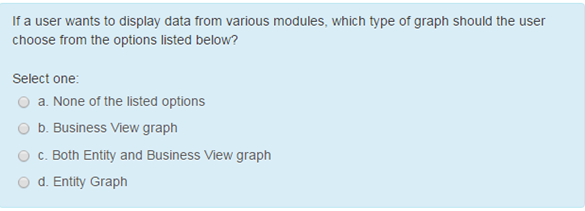 If a user wants to display data from various modules, which type of graph should the user
choose from the options listed below?
Select one:
a. None of the listed options
b. Business View graph
c. Both Entity and Business View graph
d. Entity Graph